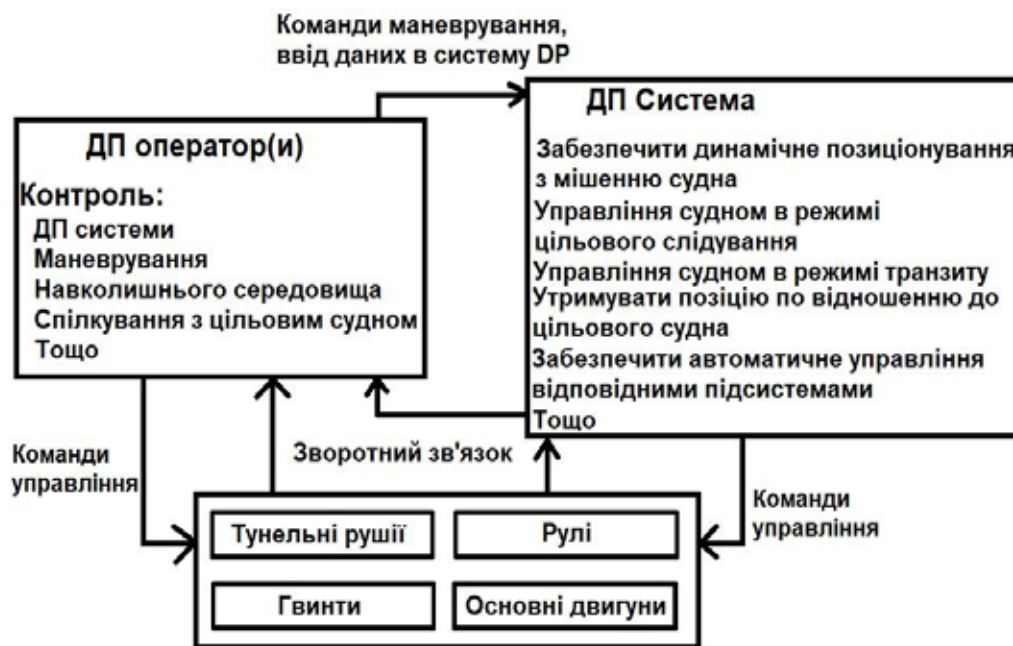 Команди маневрування,
ввід даних в систему DP
ДП оператор(и)
Контроль:
ДП системи
Маневрування
Навколишнього середовища
Спілкування з цільовим судном
Тощо
ДП Система
Забезпечити динамічне позиціонування
з мішенню судна
Управління судном в режимі
цільового слідування
Управління судном в режимі транзиту
Утримувати позіцію по відношенню до
цільового судна
Забезпечити автоматичне управління
відповідними підсистемами
Тощо
Команди
управління
Зворотний зв'язок
Команди
управління
Тунельні рушії
Рулі
Гвинти
Основні двигуни